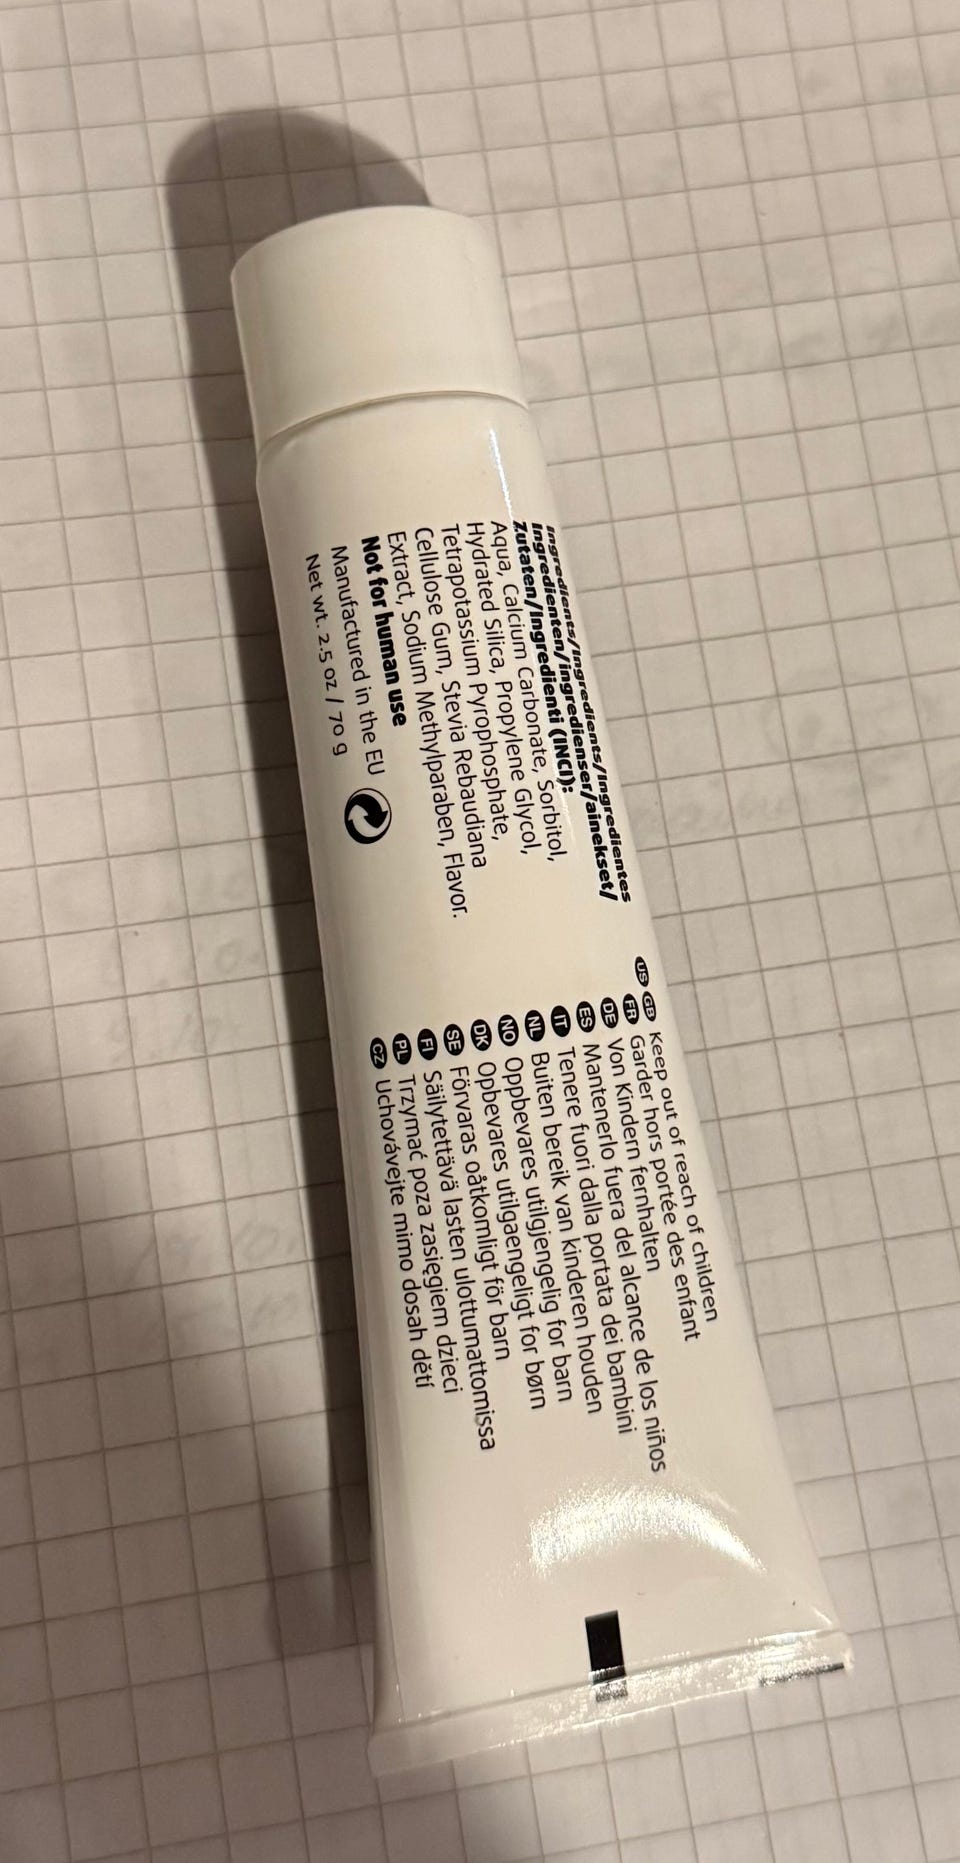 Ingredients/Ingrédients/Ingredientes
Ingrediënten/ingredienser/ainekset/
Zutaten/Ingredienti (INCI):
Aqua, Calcium Carbonate, Sorbitol,
Hydrated Silica, Propylene Glycol,
Tetrapotassium Pyrophosphate,
Cellulose Gum, Stevia Rebaudiana
Extract, Sodium Methylparaben, Flavor.
Not for human use
Manufactured in the EU
Net wt. 2.5 oz / 70 g
US GB Keep out of reach of children
FR Garder hors portée des enfant
DE Von Kindern fernhalten
ES Mantenerlo fuera del alcance de los niños
IT Tenere fuori dalla portata dei bambini
NL Buiten bereik van kinderen houden
NO Oppbevares utilgjengelig for barn
DK Opbevares utilgaengeligt for børn
SE Förvaras oåtkomligt för barn
FI Säilytettävä lasten ulottumattomissa
PL Trzymać poza zasięgiem dzieci
CZ Uchovávejte mimo dosah dětí